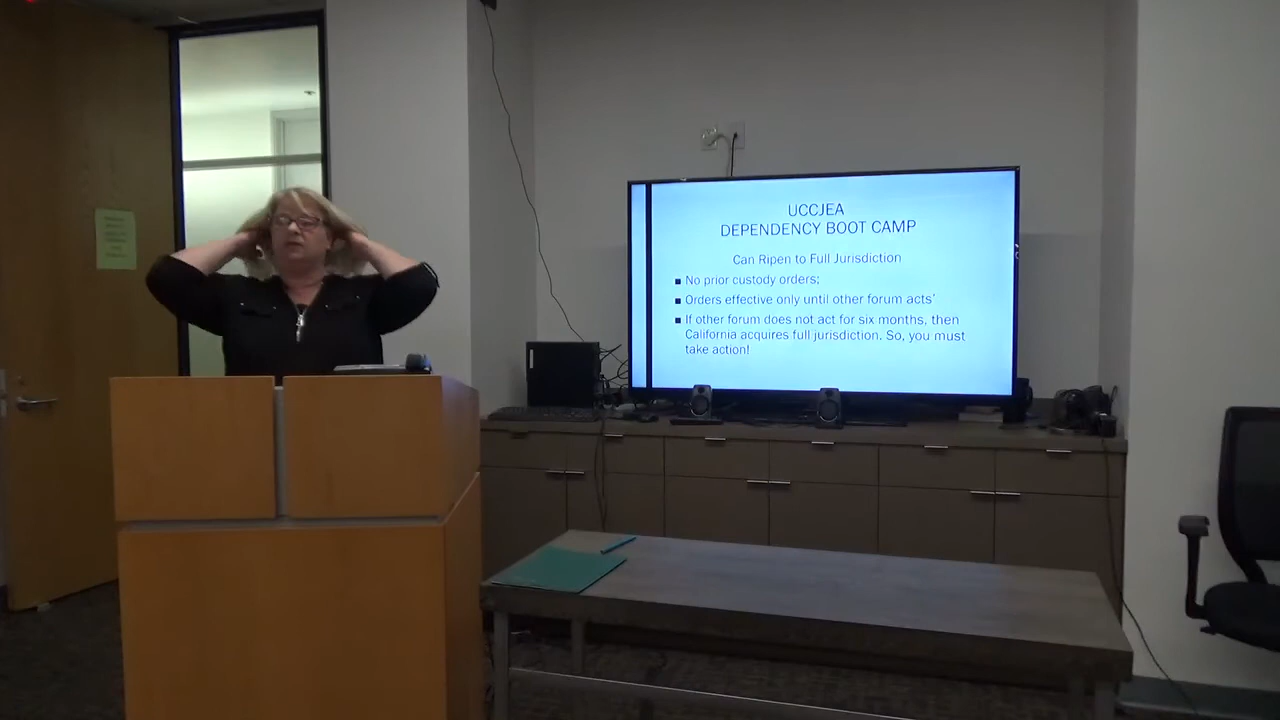 UCCJEA
DEPENDENCY BOOT CAMP
Can Ripen to Full Jurisdiction
■ No prior custody orders;
■ Orders effective only until other forum acts'
■ If other forum does not act for six months, then
California acquires full jurisdiction. So, you must
take action!